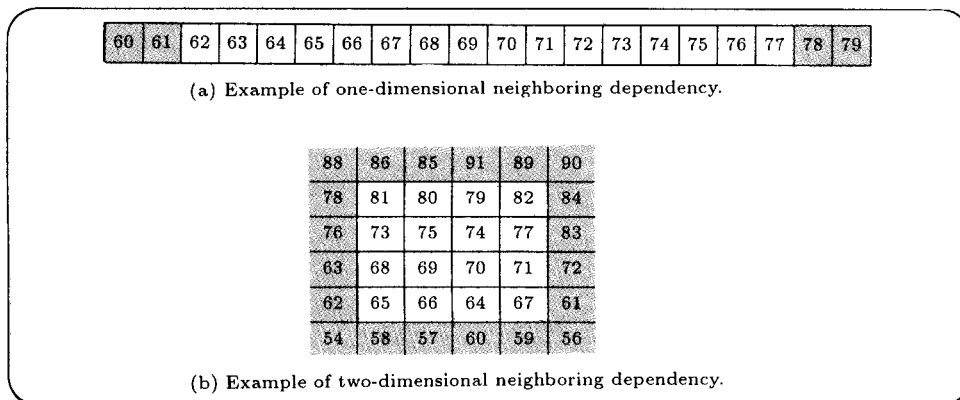 60 61 62 63 64 65 66 67 68 69 70 71 72 73 74 75 76 77 78 79
(a) Example of one-dimensional neighboring dependency.
88 86 85 91 89 90
78 81 80 79 82 84
76 73 75 74 77 83
63 68 69 70 71 72
62 65 66 64 67 61
54 58 57 60 59 56
(b) Example of two-dimensional neighboring dependency.